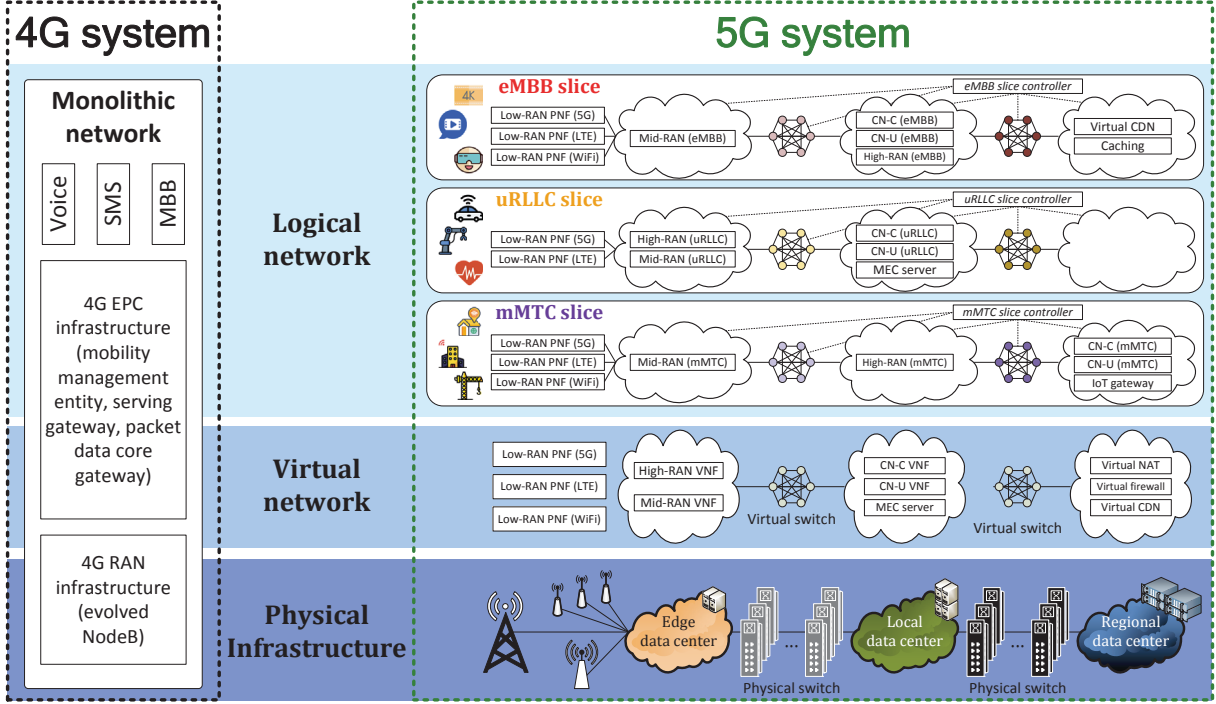 4G system
5G system
Monolithic
network
Voice
SMS
MBB
4G EPC
infrastructure
(mobility
management
entity, serving
gateway, packet
data core
gateway)
4G RAN
infrastructure
(evolved
NodeB)
Logical
network
eMBB slice
4K
Low-RAN PNF (5G)
Low-RAN PNF (LTE)
Low-RAN PNF (WiFi)
Mid-RAN (eMBB)
eMBB slice controller
CN-C (eMBB)
CN-U (eMBB)
High-RAN (eMBB)
Virtual CDN
Caching
uRLLC slice
Low-RAN PNF (5G)
Low-RAN PNF (LTE)
High-RAN (uRLLC)
Mid-RAN (uRLLC)
uRLLC slice controller
CN-C (uRLLC)
CN-U (uRLLC)
MEC server
mMTC slice
Low-RAN PNF (5G)
Low-RAN PNF (LTE)
Low-RAN PNF (WiFi)
Mid-RAN (mMTC)
mMTC slice controller
High-RAN (mMTC)
CN-C (mMTC)
CN-U (mMTC)
IoT gateway
Virtual
network
Low-RAN PNF (5G)
Low-RAN PNF (LTE)
Low-RAN PNF (WiFi)
High-RAN VNF
Mid-RAN VNF
Virtual switch
CN-C VNF
CN-U VNF
MEC server
Virtual switch
Virtual NAT
Virtual firewall
Virtual CDN
Physical
Infrastructure
Edge
data center
...
Physical switch
Local
data center
...
Physical switch
Regional
data center